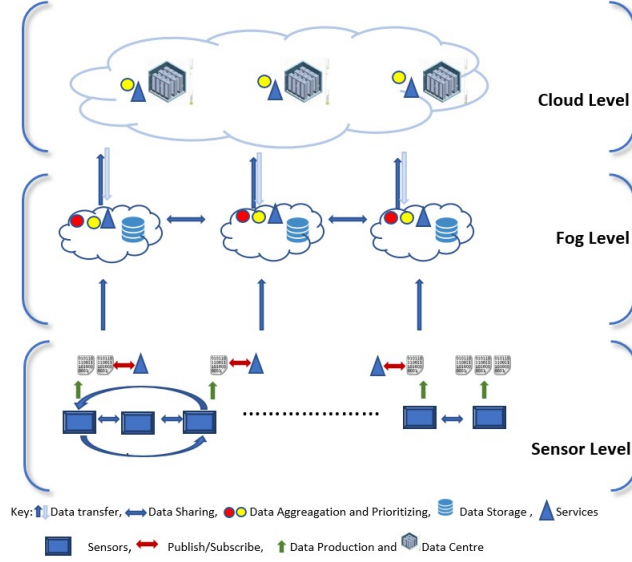 Cloud Level
Fog Level
Sensor Level
Key: Data transfer, Data Sharing, Data Aggreagation and Prioritizing, Data Storage , Services
Sensors, Publish/Subscribe, Data Production and Data Centre